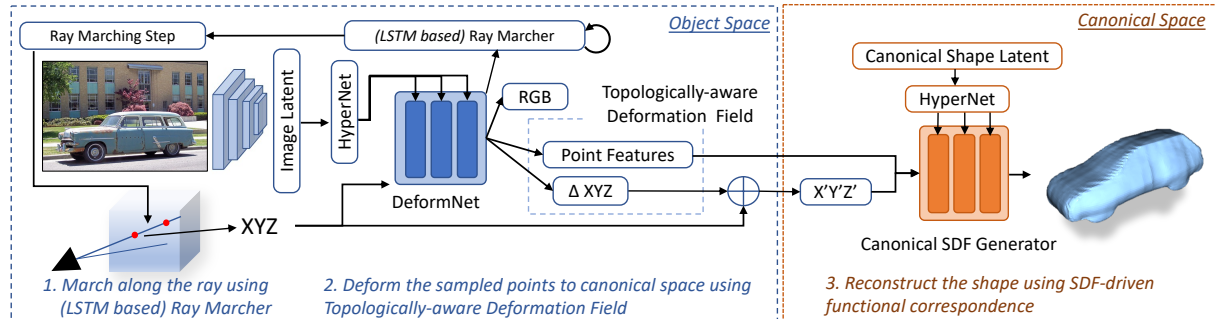 Object Space
Canonical Space
Ray Marching Step
(LSTM based) Ray Marcher
Image Latent
HyperNet
DeformNet
RGB
Topologically-aware
Deformation Field
Point Features
Δ XYZ
XYZ
X'Y'Z'
Canonical Shape Latent
HyperNet
Canonical SDF Generator
1. March along the ray using
(LSTM based) Ray Marcher
2. Deform the sampled points to canonical space using
Topologically-aware Deformation Field
3. Reconstruct the shape using SDF-driven
functional correspondence